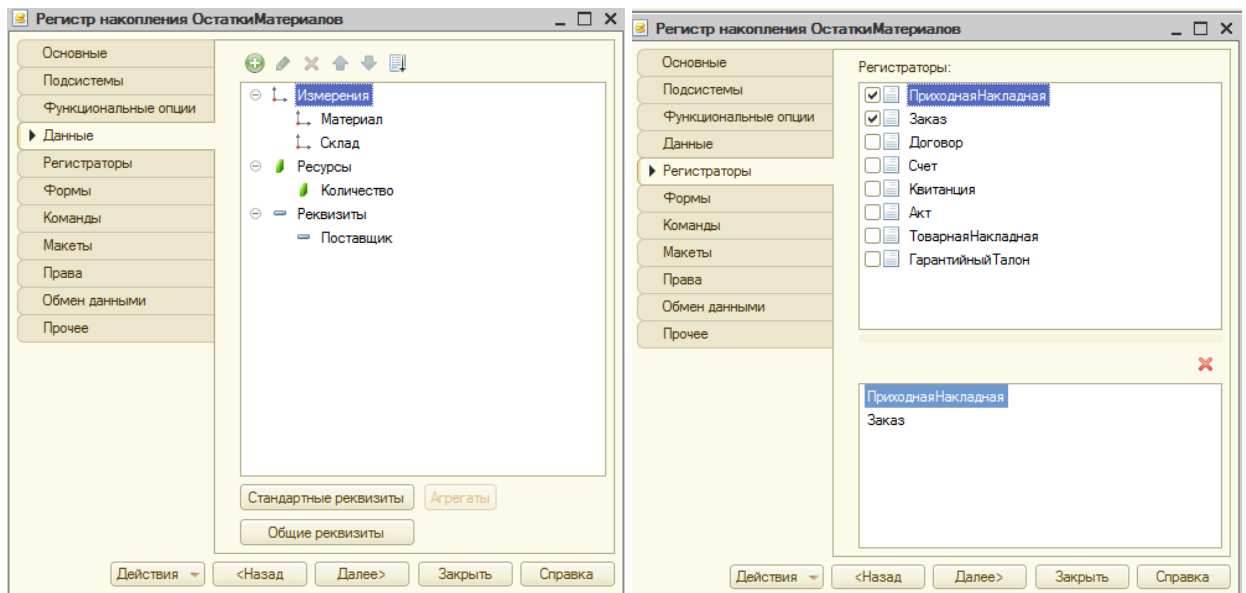 Регистр накопления ОстаткиМатериалов
Основные
Подсистемы
Функциональные опции
Данные
Регистраторы
Формы
Команды
Макеты
Права
Обмен данными
Прочее
Измерения
Материал
Склад
Ресурсы
Количество
Реквизиты
Поставщик
Стандартные реквизиты
Агрегаты
Общие реквизиты
Действия
<Назад
Далее>
Закрыть
Справка
Регистр накопления ОстаткиМатериалов
Основные
Подсистемы
Функциональные опции
Данные
Регистраторы
Формы
Команды
Макеты
Права
Обмен данными
Прочее
Регистраторы:
ПриходнаяНакладная
Заказ
Договор
Счет
Квитанция
Акт
ТоварнаяНакладная
ГарантийныйТалон
ПриходнаяНакладная
Заказ
Действия
<Назад
Далее>
Закрыть
Справка